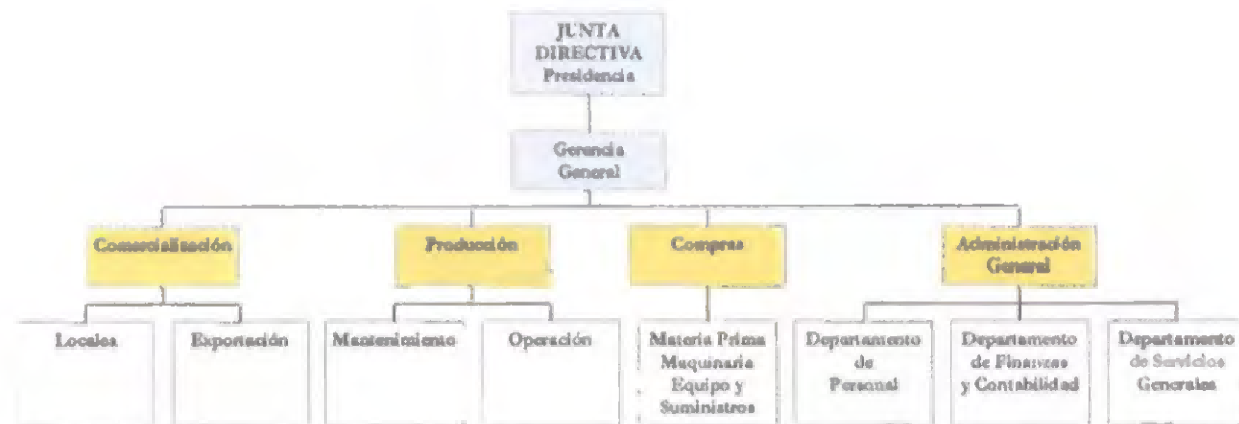 JUNTA
DIRECTIVA
Presidencia
Gerencia
General
Comercialización
Producción
Compras
Administración
General
Locales
Exportación
Mantenimiento
Operación
Materia Prima
Maquinaria
Equipo y
Suministros
Departamento
de
Personal
Departamento
de Finanzas
y Contabilidad
Departamento
de Servicios
Generales